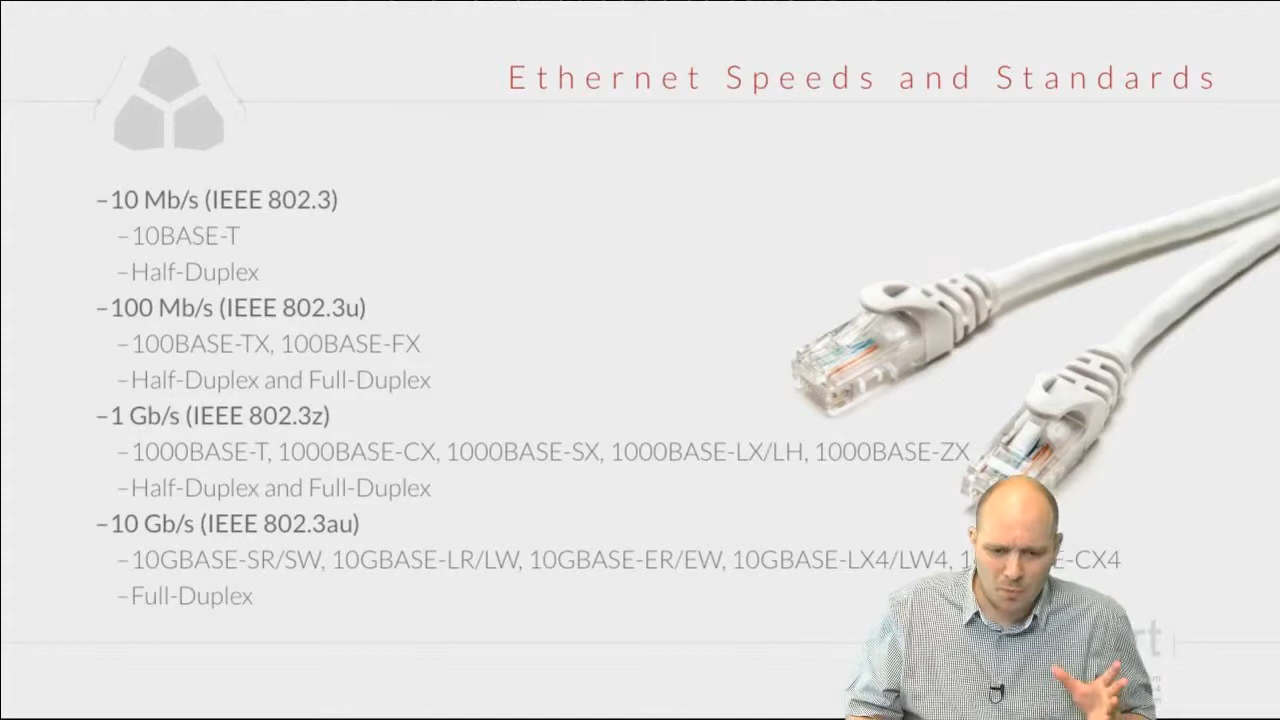 Ethernet Speeds and Standards
–10 Mb/s (IEEE 802.3)
–10BASE-T
–Half-Duplex
–100 Mb/s (IEEE 802.3u)
–100BASE-TX, 100BASE-FX
–Half-Duplex and Full-Duplex
–1 Gb/s (IEEE 802.3z)
–1000BASE-T, 1000BASE-CX, 1000BASE-SX, 1000BASE-LX/LH, 1000BASE-ZX
–Half-Duplex and Full-Duplex
–10 Gb/s (IEEE 802.3au)
–10GBASE-SR/SW, 10GBASE-LR/LW, 10GBASE-ER/EW, 10GBASE-LX4/LW4, 1 E-CX4
–Full-Duplex
rt